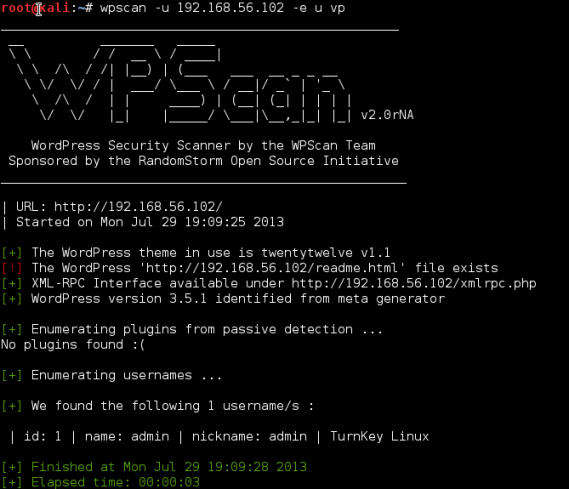 root@kali:~# wpscan -u 192.168.56.102 -e u vp
WPScan v2.0rNA
WordPress Security Scanner by the WPScan Team
Sponsored by the RandomStorm Open Source Initiative
| URL: http://192.168.56.102/
| Started on Mon Jul 29 19:09:25 2013
[+] The WordPress theme in use is twentytwelve v1.1
[!] The WordPress 'http://192.168.56.102/readme.html' file exists
[+] XML-RPC Interface available under http://192.168.56.102/xmlrpc.php
[+] WordPress version 3.5.1 identified from meta generator
[+] Enumerating plugins from passive detection ...
No plugins found :(
[+] Enumerating usernames ...
[+] We found the following 1 username/s :
| id: 1 | name: admin | nickname: admin | TurnKey Linux
[+] Finished at Mon Jul 29 19:09:28 2013
[+] Elapsed time: 00:00:03